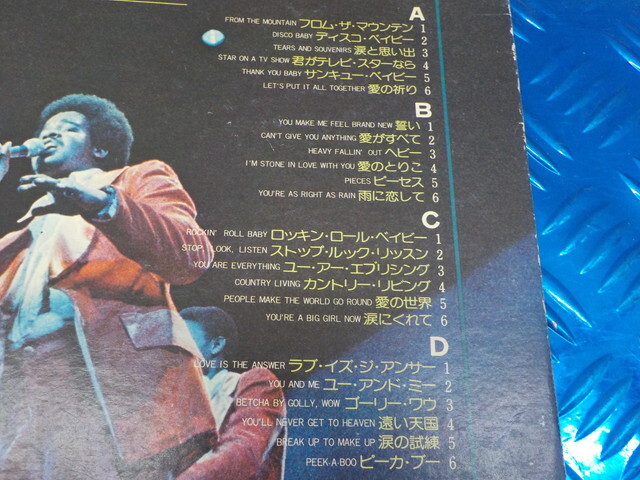 A
FROM THE MOUNTAIN フロム・ザ・マウンテン 1
DISCO BABY ディスコ・ベイビー 2
TEARS AND SOUVENIRS 涙と思い出 3
STAR ON A TV SHOW 君がテレビ・スターなら 4
THANK YOU BABY サンキュー・ベイビー 5
LET'S PUT IT ALL TOGETHER 愛の祈り 6
B
YOU MAKE ME FEEL BRAND NEW 誓い 1
CAN'T GIVE YOU ANYTHING 愛がすべて 2
HEAVY FALLIN' OUT ヘビー 3
I'M STONE IN LOVE WITH YOU 愛のとりこ 4
PIECES ピーセス 5
YOU'RE AS RIGHT AS RAIN 雨に恋して 6
C
ROCKIN' ROLL BABY ロッキン・ロール・ベイビー 1
STOP, LOOK, LISTEN ストップ・ルック・リッスン 2
YOU ARE EVERYTHING ユー・アー・エブリシング 3
COUNTRY LIVING カントリー・リビング 4
PEOPLE MAKE THE WORLD GO ROUND 愛の世界 5
YOU'RE A BIG GIRL NOW 涙にくれて 6
D
LOVE IS THE ANSWER ラブ・イズ・ジ・アンサー 1
YOU AND ME ユー・アンド・ミー 2
BETCHA BY GOLLY, WOW ゴーリー・ワウ 3
YOU'LL NEVER GET TO HEAVEN 遠い天国 4
BREAK UP TO MAKE UP 涙の試練 5
PEEK-A-BOO ピーカ・ブー 6